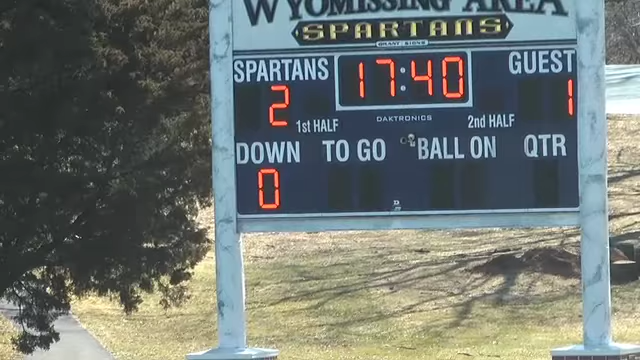 WYOMISSING AREA
SPARTANS
GRANT SIGNS
SPARTANS 17:40 GUEST
2 1
1st HALF DAKTRONICS 2nd HALF
DOWN TO GO BALL ON QTR
0